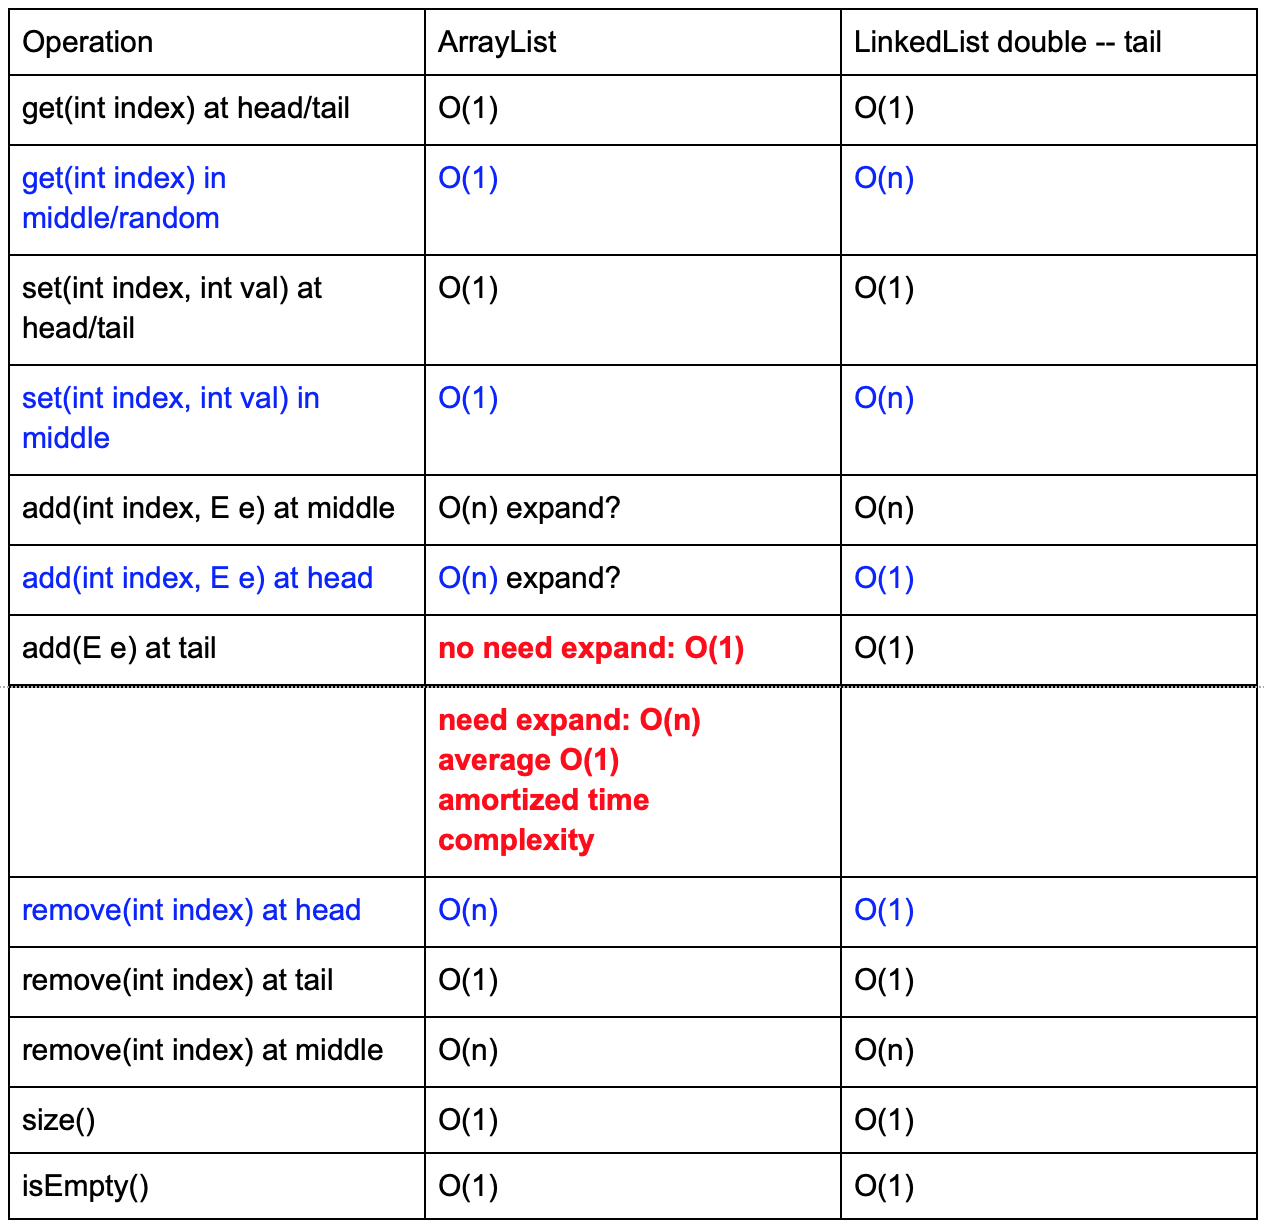 Operation ArrayList LinkedList double -- tail
get(int index) at head/tail O(1) O(1)
get(int index) in O(1) O(n)
middle/random
set(int index, int val) at O(1) O(1)
head/tail
set(int index, int val) in O(1) O(n)
middle
add(int index, E e) at middle O(n) expand? O(n)
add(int index, E e) at head O(n) expand? O(1)
add(E e) at tail no need expand: O(1) O(1)
need expand: O(n)
average O(1)
amortized time
complexity
remove(int index) at head O(n) O(1)
remove(int index) at tail O(1) O(1)
remove(int index) at middle O(n) O(n)
size() O(1) O(1)
isEmpty() O(1) O(1)